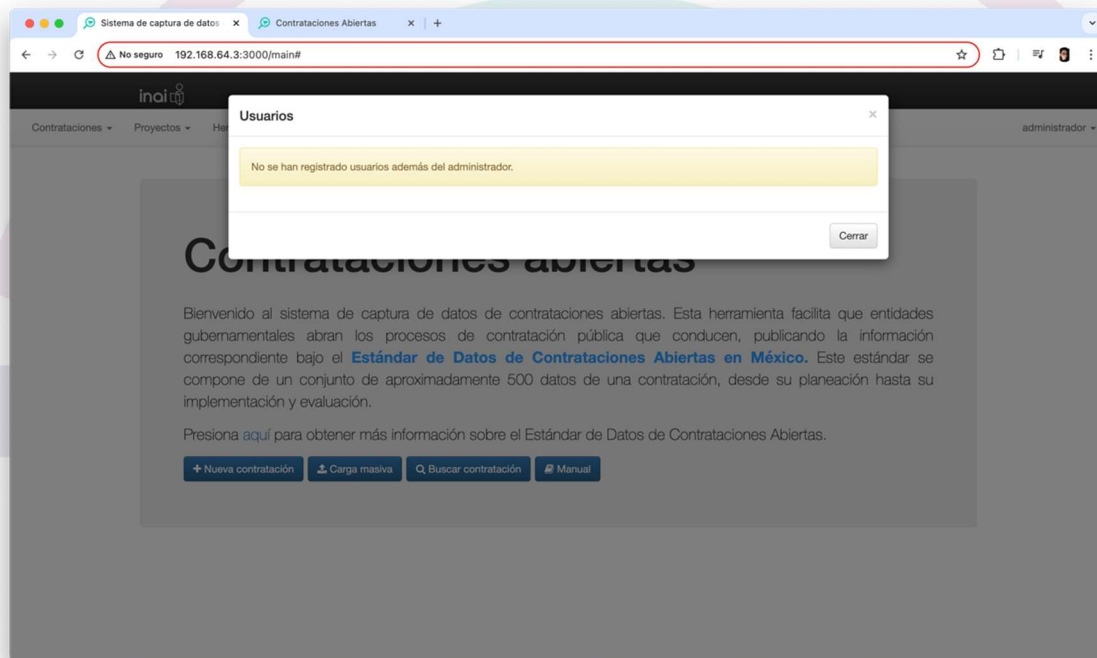 Sistema de captura de datos
Contrataciones Abiertas
No seguro 192.168.64.3:3000/main#
inai
Contrataciones Proyectos Her administrador
Usuarios
No se han registrado usuarios además del administrador.
Cerrar
Contrataciones abiertas
Bienvenido al sistema de captura de datos de contrataciones abiertas. Esta herramienta facilita que entidades
gubernamentales abran los procesos de contratación pública que conducen, publicando la información
correspondiente bajo el Estándar de Datos de Contrataciones Abiertas en México. Este estándar se
compone de un conjunto de aproximadamente 500 datos de una contratación, desde su planeación hasta su
implementación y evaluación.
Presiona aquí para obtener más información sobre el Estándar de Datos de Contrataciones Abiertas.
+ Nueva contratación Carga masiva Buscar contratación Manual